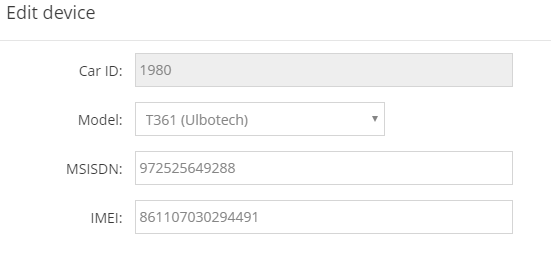 Edit device
Car ID: 1980
Model: T361 (Ulbotech)
MSISDN: 972525649288
IMEI: 861107030294491